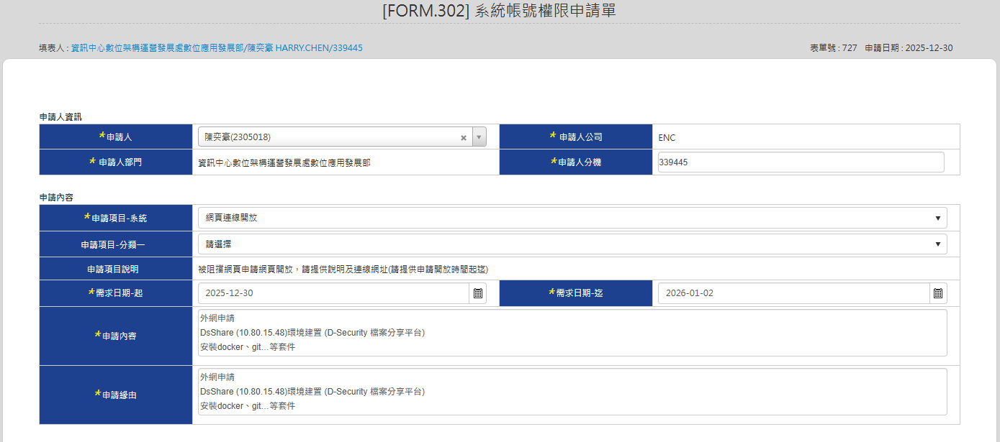 [FORM.302] 系統帳號權限申請單
填表人 : 資訊中心數位架構運營發展處數位應用發展部/陳奕豪 HARRY.CHEN/339445
表單號 : 727 申請日期 : 2025-12-30
申請人資訊
*申請人 陳奕豪(2305018) × ▼ * 申請人公司 ENC
* 申請人部門 資訊中心數位架構運營發展處數位應用發展部 *申請人分機 339445
申請內容
*申請項目-系統 網頁連線開放 ▼
申請項目-分類一 請選擇 ▼
申請項目說明 被阻擋網頁申請網頁開放，請提供說明及連線網址(請提供申請開放時間起迄)
*需求日期-起 2025-12-30 *需求日期-迄 2026-01-02
*申請內容
外網申請
DsShare (10.80.15.48)環境建置 (D-Security 檔案分享平台)
安裝docker、git...等套件
*申請緣由
外網申請
DsShare (10.80.15.48)環境建置 (D-Security 檔案分享平台)
安裝docker、git...等套件